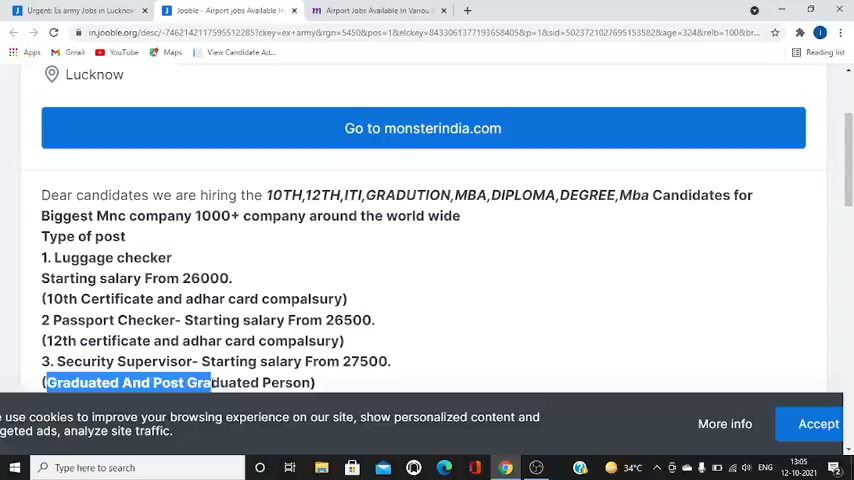 Urgent: Ex army Jobs in Lucknow
Jooble - Airport jobs Available In
Airport Jobs Available In Variou
in.jooble.org/desc/-7462142117595512285?ckey=ex+army&rgn=5450&pos=1&elckey=8433061377193658405&p=1&sid=5023721027695153582&age=324&relb=100&br...
Apps
Gmail
YouTube
Maps
View Candidate Ad...
Reading list
Lucknow
Go to monsterindia.com
Dear candidates we are hiring the 10TH,12TH,ITI,GRADUTION,MBA,DIPLOMA,DEGREE,Mba Candidates for
Biggest Mnc company 1000+ company around the world wide
Type of post
1. Luggage checker
Starting salary From 26000.
(10th Certificate and adhar card compalsury)
2 Passport Checker- Starting salary From 26500.
(12th certificate and adhar card compalsury)
3. Security Supervisor- Starting salary From 27500.
(Graduated And Post Graduated Person)
e use cookies to improve your browsing experience on our site, show personalized content and
geted ads, analyze site traffic.
More info
Accept
Type here to search
34°C
ENG
13:05
12-10-2021
2